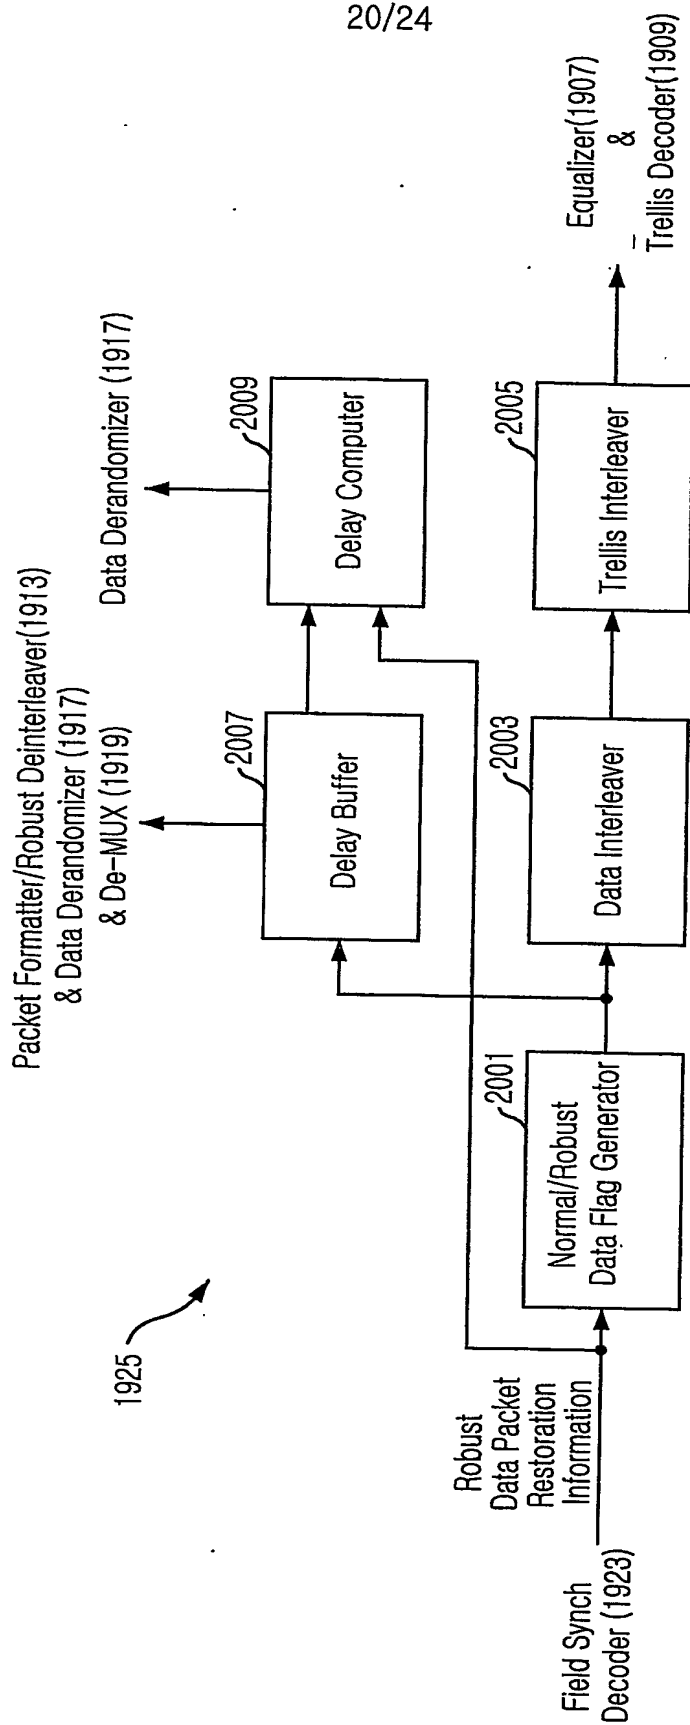 20/24
Packet Formatter/Robust Deinterleaver(1913)
& Data Derandomizer (1917)
& De-MUX (1919)
Data Derandomizer (1917)
2007
Delay Buffer
2009
Delay Computer
1925
Robust
Data Packet
Restoration
Information
Field Synch
Decoder (1923)
2001
Normal/Robust
Data Flag Generator
2003
Data Interleaver
2005
Trellis Interleaver
Equalizer(1907)
&
Trellis Decoder(1909)